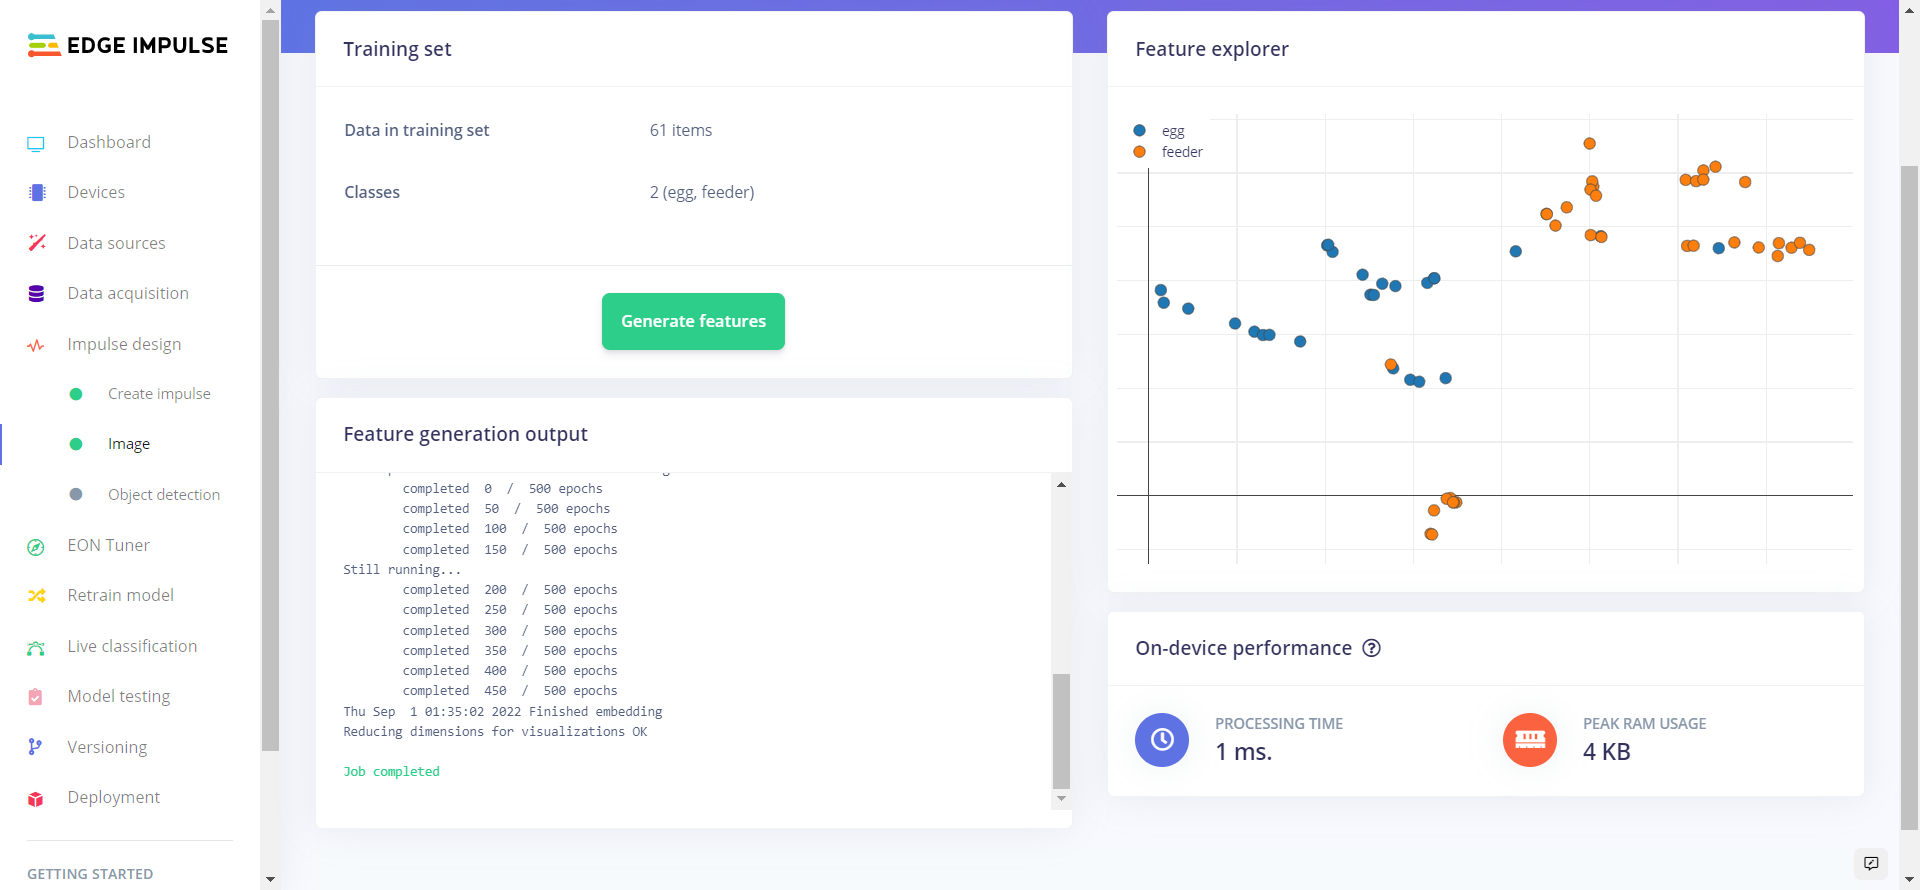 EDGE IMPULSE
Dashboard
Devices
Data sources
Data acquisition
Impulse design
Create impulse
Image
Object detection
EON Tuner
Retrain model
Live classification
Model testing
Versioning
Deployment
GETTING STARTED
Training set
Data in training set 61 items
Classes 2 (egg, feeder)
Generate features
Feature generation output
completed 0 / 500 epochs
completed 50 / 500 epochs
completed 100 / 500 epochs
completed 150 / 500 epochs
Still running...
completed 200 / 500 epochs
completed 250 / 500 epochs
completed 300 / 500 epochs
completed 350 / 500 epochs
completed 400 / 500 epochs
completed 450 / 500 epochs
Thu Sep 1 01:35:02 2022 Finished embedding
Reducing dimensions for visualizations OK
Job completed
Feature explorer
egg
feeder
On-device performance ?
PROCESSING TIME
1 ms.
PEAK RAM USAGE
4 KB